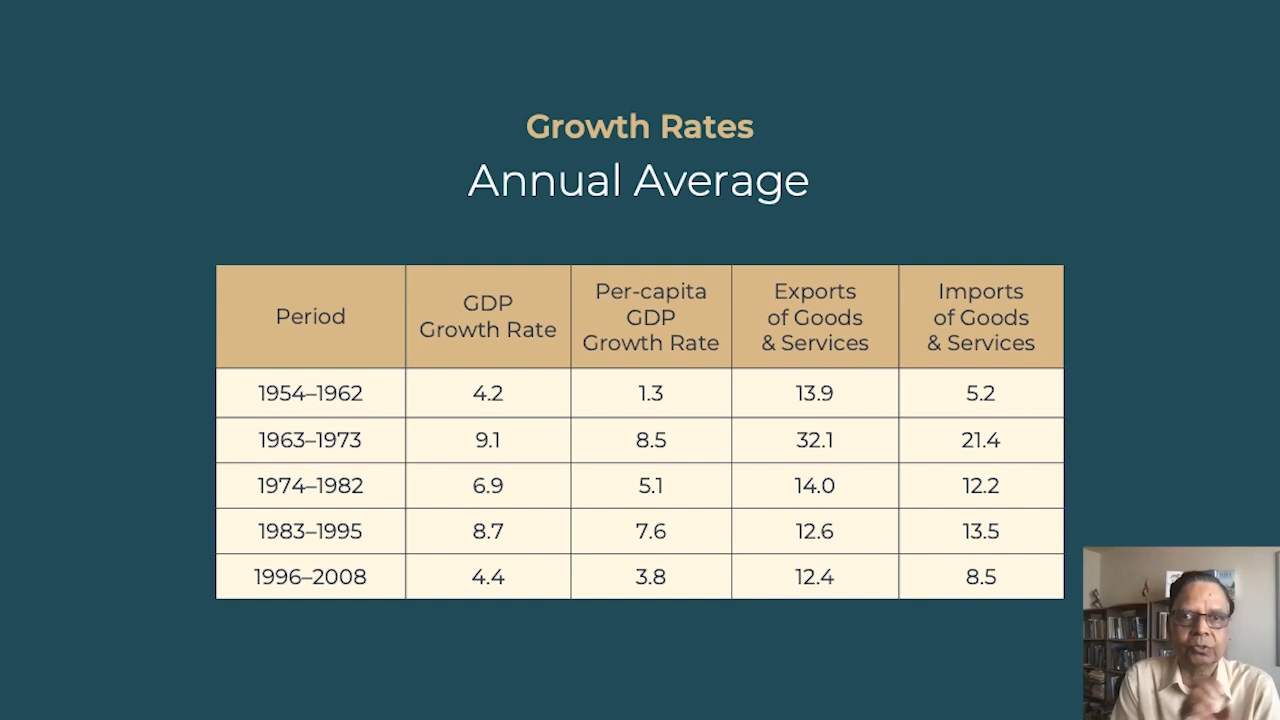 Growth Rates
Annual Average
Period
GDP
Growth Rate
Per-capita
GDP
Growth Rate
Exports
of Goods
& Services
Imports
of Goods
& Services
1954–1962 4.2 1.3 13.9 5.2
1963–1973 9.1 8.5 32.1 21.4
1974–1982 6.9 5.1 14.0 12.2
1983–1995 8.7 7.6 12.6 13.5
1996–2008 4.4 3.8 12.4 8.5